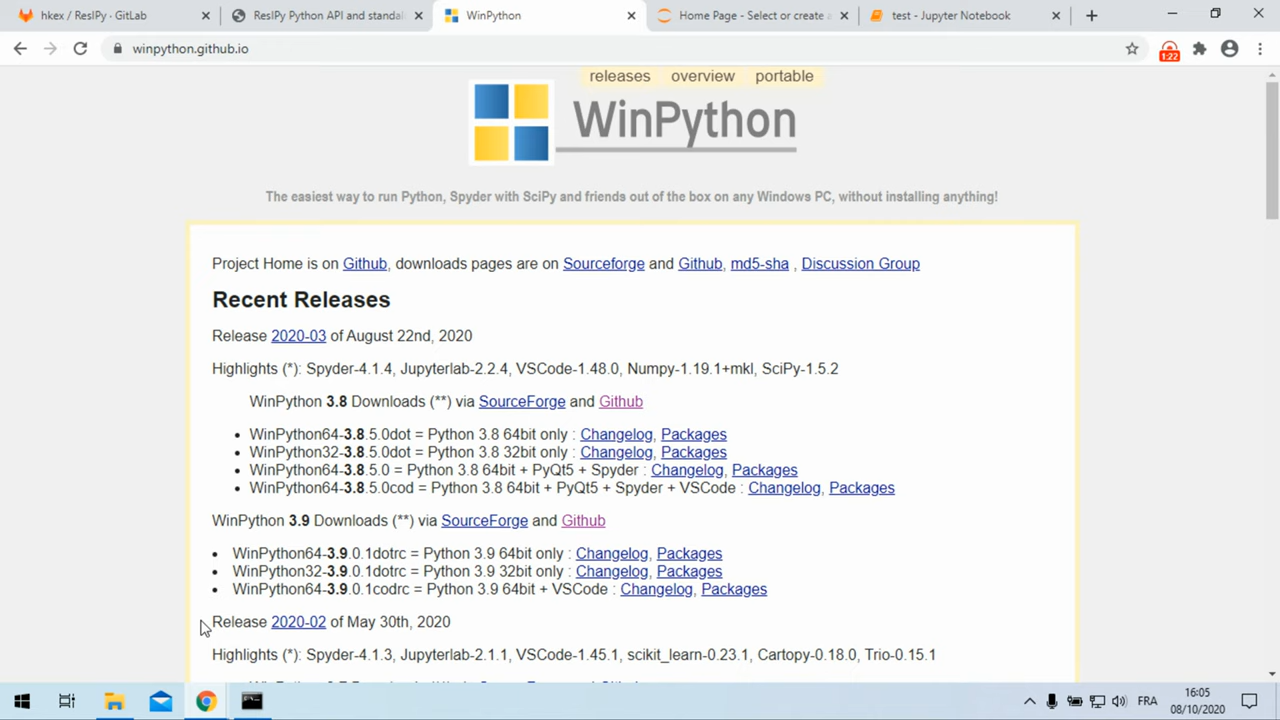 hkex / ResIPy · GitLab
ResIPy Python API and standal
WinPython
Home Page - Select or create a
test - Jupyter Notebook
winpython.github.io
1:22
releases overview portable
WinPython
The easiest way to run Python, Spyder with SciPy and friends out of the box on any Windows PC, without installing anything!
Project Home is on Github, downloads pages are on Sourceforge and Github, md5-sha , Discussion Group
Recent Releases
Release 2020-03 of August 22nd, 2020
Highlights (*): Spyder-4.1.4, Jupyterlab-2.2.4, VSCode-1.48.0, Numpy-1.19.1+mkl, SciPy-1.5.2
WinPython 3.8 Downloads (**) via SourceForge and Github
• WinPython64-3.8.5.0dot = Python 3.8 64bit only : Changelog, Packages
• WinPython32-3.8.5.0dot = Python 3.8 32bit only : Changelog, Packages
• WinPython64-3.8.5.0 = Python 3.8 64bit + PyQt5 + Spyder : Changelog, Packages
• WinPython64-3.8.5.0cod = Python 3.8 64bit + PyQt5 + Spyder + VSCode : Changelog, Packages
WinPython 3.9 Downloads (**) via SourceForge and Github
• WinPython64-3.9.0.1dotrc = Python 3.9 64bit only : Changelog, Packages
• WinPython32-3.9.0.1dotrc = Python 3.9 32bit only : Changelog, Packages
• WinPython64-3.9.0.1codrc = Python 3.9 64bit + VSCode : Changelog, Packages
Release 2020-02 of May 30th, 2020
Highlights (*): Spyder-4.1.3, Jupyterlab-2.1.1, VSCode-1.45.1, scikit_learn-0.23.1, Cartopy-0.18.0, Trio-0.15.1
FRA
16:05
08/10/2020